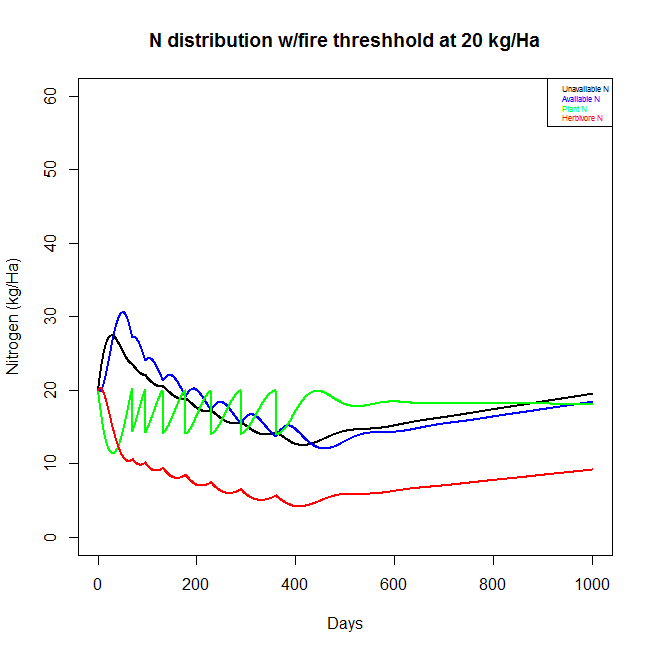 N distribution w/fire threshhold at 20 kg/Ha
Unavailable N
Available N
Plant N
Herbivore N
Nitrogen (kg/Ha)
60
50
40
30
20
10
0
0 200 400 600 800 1000
Days